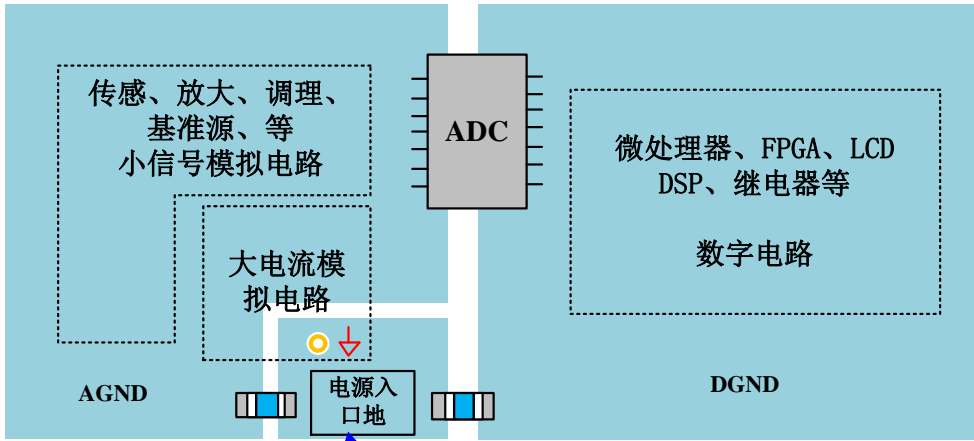 传感、放大、调理、
基准源、等
小信号模拟电路
ADC
微处理器、FPGA、LCD
DSP、继电器等
数字电路
大电流模
拟电路
AGND
电源入
口地
DGND